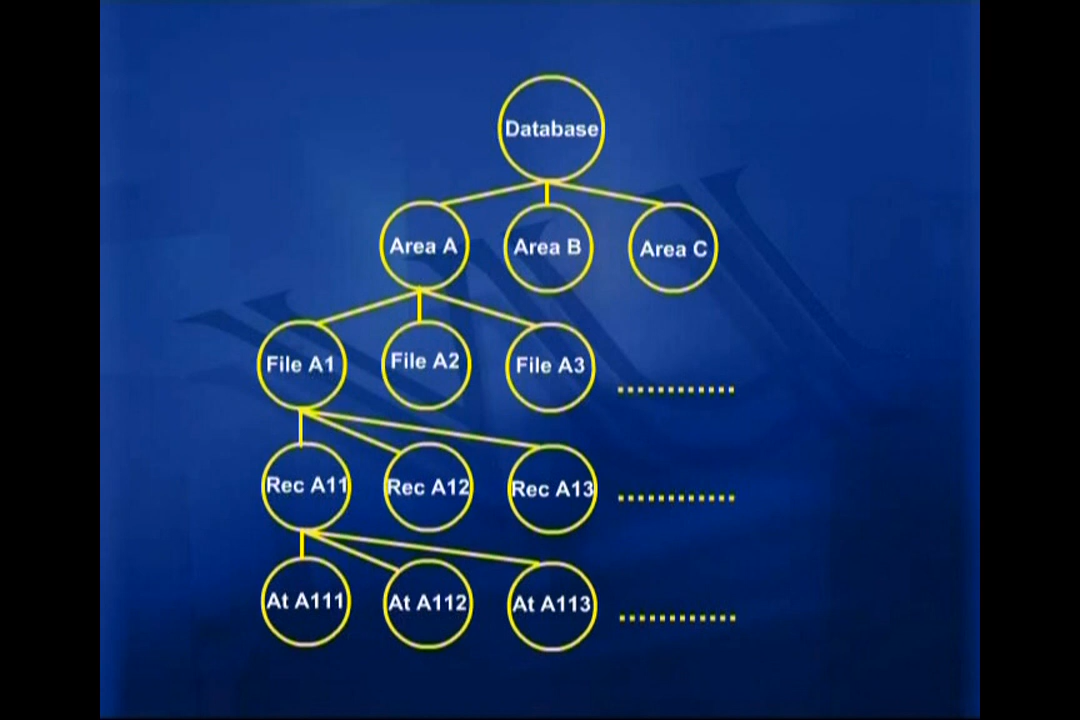 Database
Area A
Area B
Area C
File A1
File A2
File A3
Rec A11
Rec A12
Rec A13
At A111
At A112
At A113